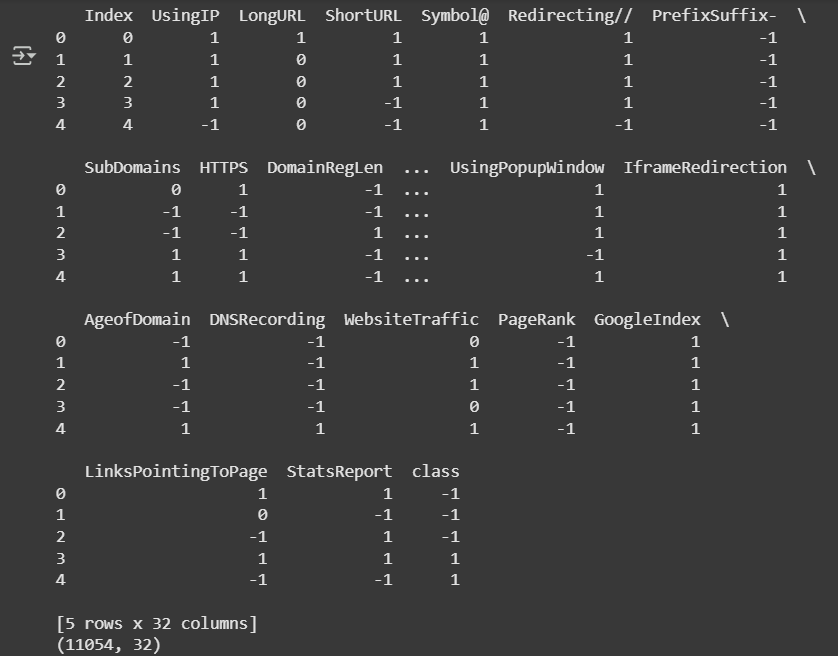 Index  UsingIP  LongURL  ShortURL  Symbol@  Redirecting//  PrefixSuffix-  \
0      0        1        1         1        1              1             -1
1      1        1        0         1        1              1             -1
2      2        1        0         1        1              1             -1
3      3        1        0        -1        1              1             -1
4      4       -1        0        -1        1             -1             -1
   SubDomains  HTTPS  DomainRegLen  ...  UsingPopupWindow  IframeRedirection  \
0           0      1            -1  ...                 1                  1
1          -1     -1            -1  ...                 1                  1
2          -1     -1             1  ...                 1                  1
3           1      1            -1  ...                -1                  1
4           1      1            -1  ...                 1                  1
   AgeofDomain  DNSRecording  WebsiteTraffic  PageRank  GoogleIndex  \
0           -1            -1               0        -1            1
1            1            -1               1        -1            1
2           -1            -1               1        -1            1
3           -1            -1               0        -1            1
4            1             1               1        -1            1
   LinksPointingToPage  StatsReport  class
0                    1            1     -1
1                    0           -1     -1
2                   -1            1     -1
3                    1            1      1
4                   -1           -1      1
[5 rows x 32 columns]
(11054, 32)